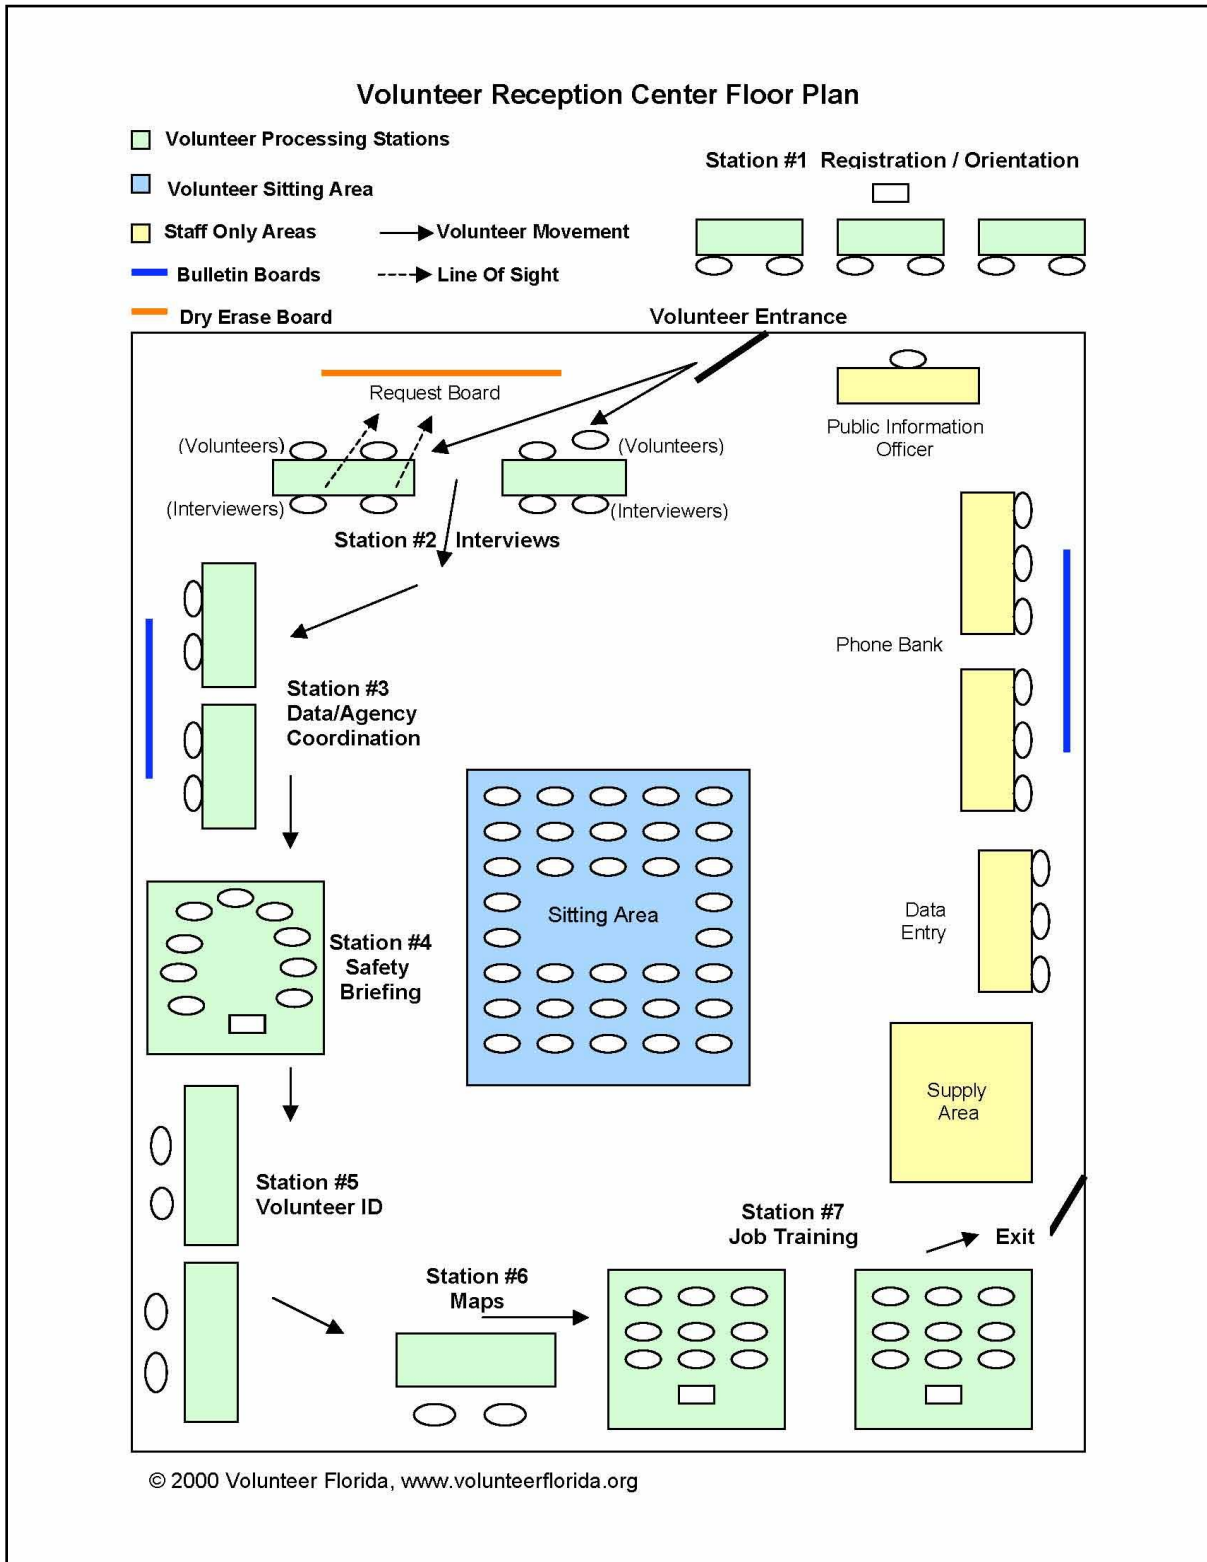 Volunteer Reception Center Floor Plan
Volunteer Processing Stations
Volunteer Sitting Area
Staff Only Areas
Volunteer Movement
Bulletin Boards
Line Of Sight
Dry Erase Board
Station #1 Registration / Orientation
Volunteer Entrance
Request Board
(Volunteers)
(Volunteers)
(Interviewers)
(Interviewers)
Station #2 Interviews
Public Information
Officer
Phone Bank
Station #3
Data/Agency
Coordination
Sitting Area
Data
Entry
Station #4
Safety
Briefing
Supply
Area
Station #5
Volunteer ID
Station #6
Maps
Station #7
Job Training
Exit
© 2000 Volunteer Florida, www.volunteerflorida.org